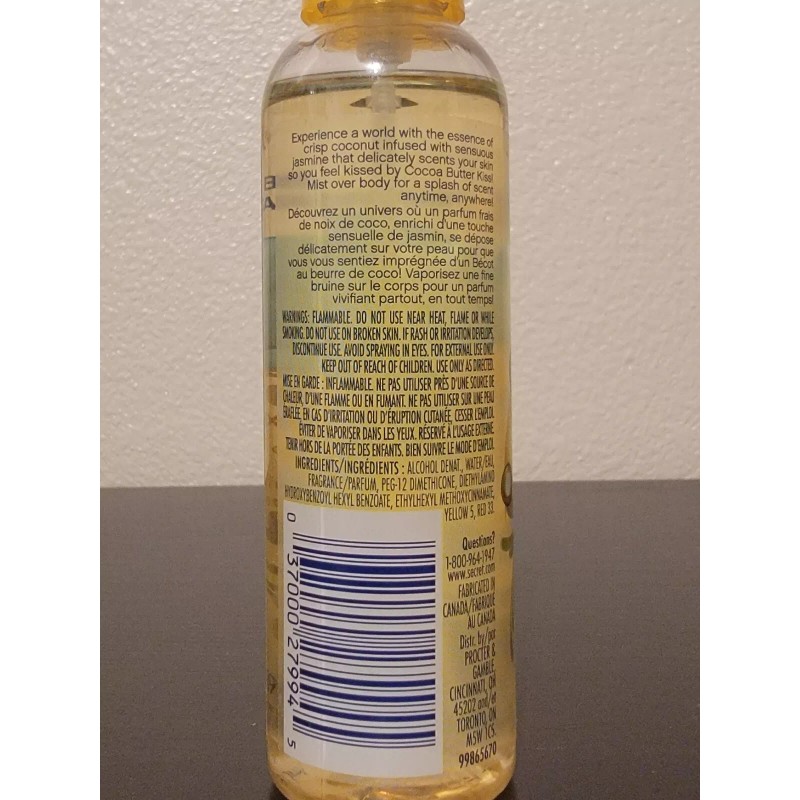 Experience a world with the essence of
crisp coconut infused with sensuous
jasmine that delicately scents your skin
so you feel kissed by Cocoa Butter Kiss!
Mist over body for a splash of scent
anytime, anywhere!
Découvrez un univers où un parfum frais
de noix de coco, enrichi d'une touche
sensuelle de jasmin, se dépose
délicatement sur votre peau pour que
vous vous sentiez imprégnée d'un Bécot
au beurre de coco! Vaporisez une fine
bruine sur le corps pour un parfum
vivifiant partout, en tout temps!
WARNINGS: FLAMMABLE. DO NOT USE NEAR HEAT, FLAME OR WHILE
SMOKING. DO NOT USE ON BROKEN SKIN. IF RASH OR IRRITATION DEVELOPS,
DISCONTINUE USE. AVOID SPRAYING IN EYES. FOR EXTERNAL USE ONLY.
KEEP OUT OF REACH OF CHILDREN. USE ONLY AS DIRECTED.
MISE EN GARDE : INFLAMMABLE. NE PAS UTILISER PRÈS D'UNE SOURCE DE
CHALEUR, D'UNE FLAMME OU EN FUMANT. NE PAS UTILISER SUR UNE PEAU
ÉRAFLÉE. EN CAS D'IRRITATION OU D'ÉRUPTION CUTANÉE, CESSER L'EMPLOI.
ÉVITER DE VAPORISER DANS LES YEUX. RÉSERVÉ À L'USAGE EXTERNE.
TENIR HORS DE LA PORTÉE DES ENFANTS. BIEN SUIVRE LE MODE D'EMPLOI.
INGREDIENTS/INGRÉDIENTS : ALCOHOL DENAT., WATER/EAU,
FRAGRANCE/PARFUM, PEG-12 DIMETHICONE, DIETHYLAMINO
HYDROXYBENZOYL HEXYL BENZOATE, ETHYLHEXYL METHOXYCINNAMATE,
YELLOW 5, RED 33.
Questions?
1-800-964-1947
www.secret.com
FABRICATED IN
CANADA/FABRIQUÉ
AU CANADA
Distr. by/par
PROCTER &
GAMBLE,
CINCINNATI, OH
45202 and/et
TORONTO, ON
M5W 1C5.
99865670
0 37000 27994 5